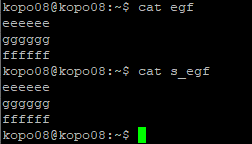 kopo08@kopo08:~$ cat egf
eeeeee
gggggg
ffffff
kopo08@kopo08:~$ cat s_egf
eeeeee
gggggg
ffffff
kopo08@kopo08:~$